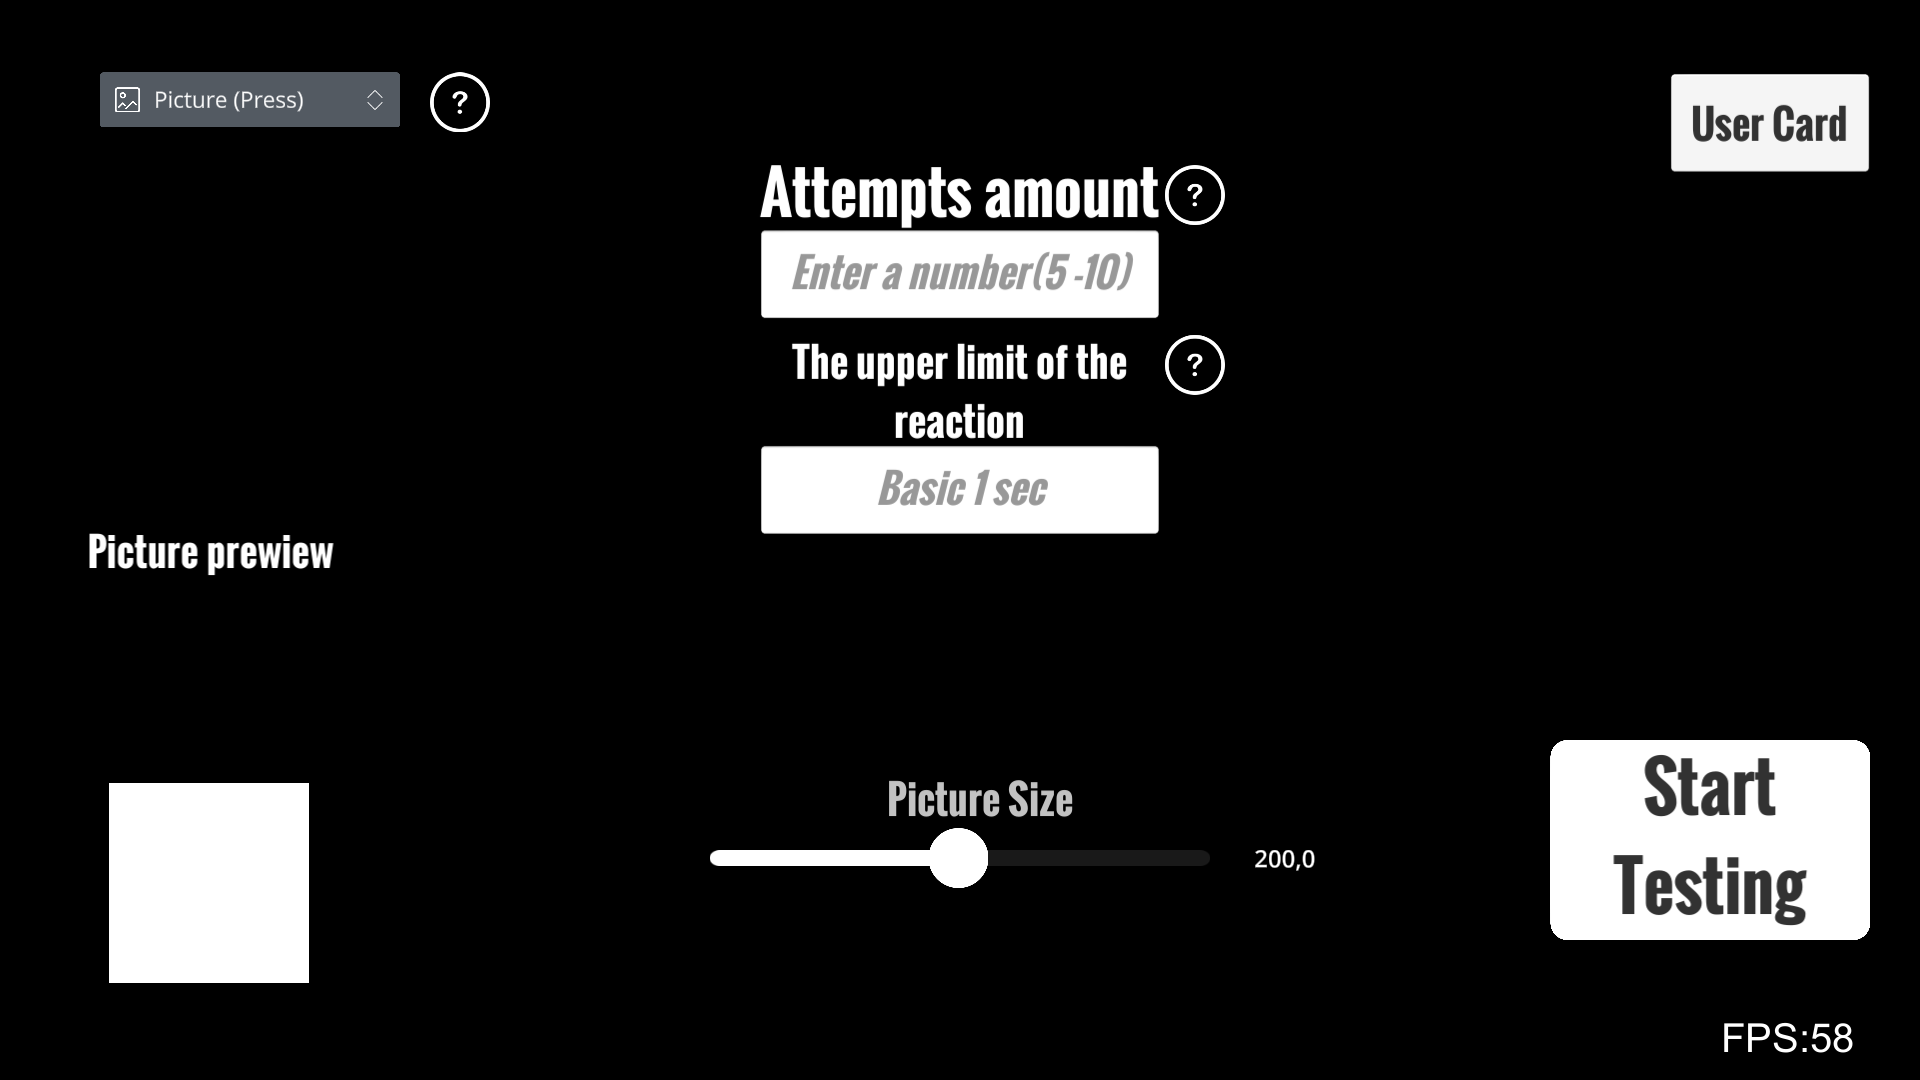 Picture (Press)
?
User Card
Attempts amount
?
Enter a number(5 -10)
The upper limit of the
reaction
?
Basic 1 sec
Picture prewiew
Picture Size
200,0
Start
Testing
FPS:58